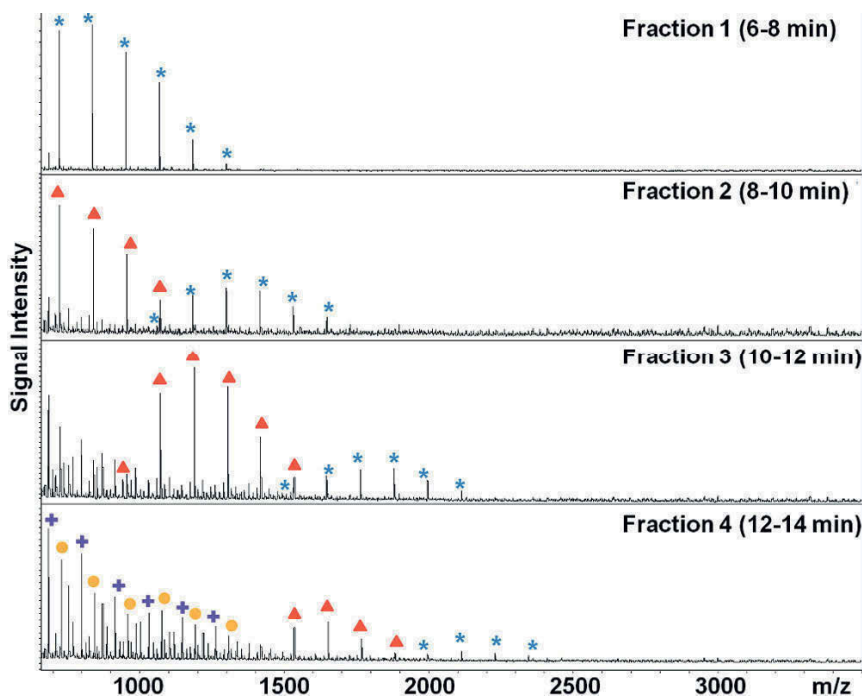 Fraction 1 (6-8 min)
Fraction 2 (8-10 min)
Fraction 3 (10-12 min)
Fraction 4 (12-14 min)
Signal Intensity
1000 1500 2000 2500 3000 m/z